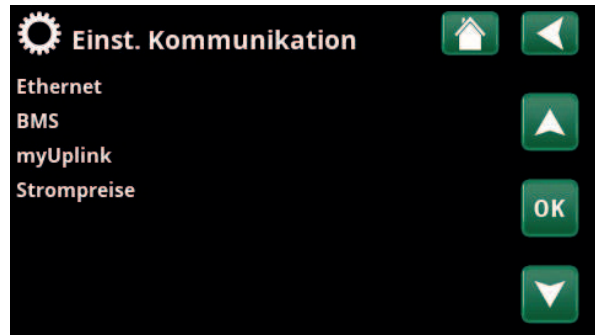 Einst. Kommunikation
Ethernet
BMS
myUplink
Strompreise
OK